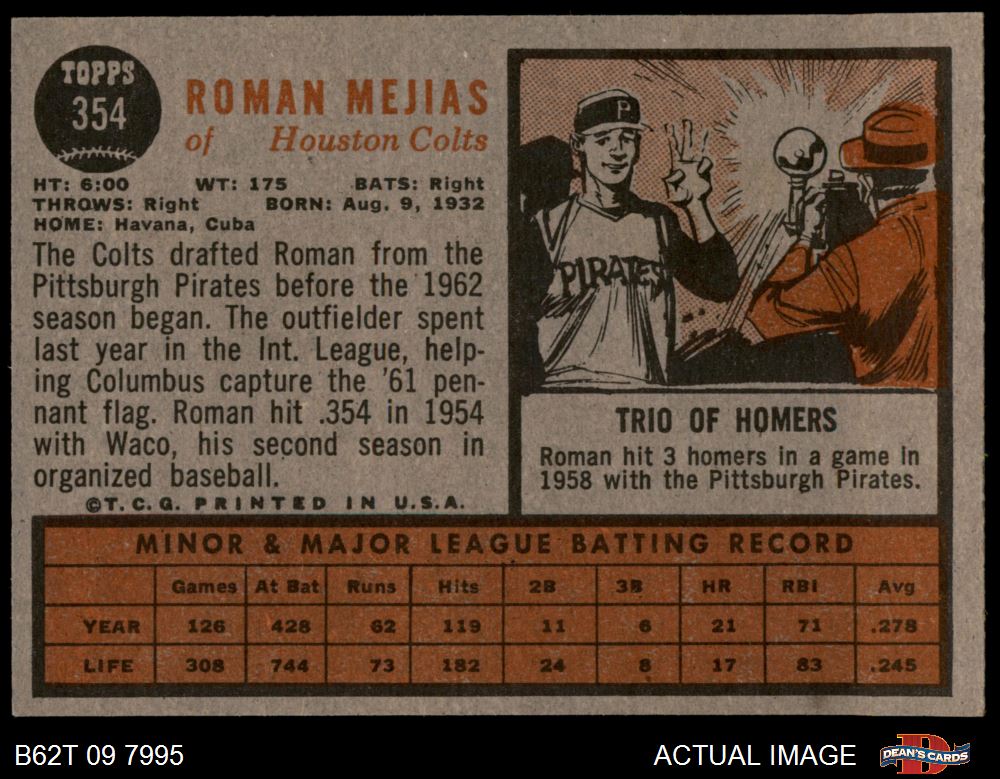 TOPPS
354
ROMAN MEJIAS
of Houston Colts
HT: 6:00 WT: 175 BATS: Right
THROWS: Right BORN: Aug. 9, 1932
HOME: Havana, Cuba
The Colts drafted Roman from the
Pittsburgh Pirates before the 1962
season began. The outfielder spent
last year in the Int. League, help-
ing Columbus capture the '61 pen-
nant flag. Roman hit .354 in 1954
with Waco, his second season in
organized baseball.
©T.C.G. PRINTED IN U.S.A.
P
PIRATES
TRIO OF HOMERS
Roman hit 3 homers in a game in
1958 with the Pittsburgh Pirates.
MINOR & MAJOR LEAGUE BATTING RECORD
Games At Bat Runs Hits 2B 3B HR RBI Avg
YEAR 126 428 62 119 11 6 21 71 .278
LIFE 308 744 73 182 24 8 17 83 .245
B62T 09 7995 ACTUAL IMAGE
D
DEAN'S CARDS